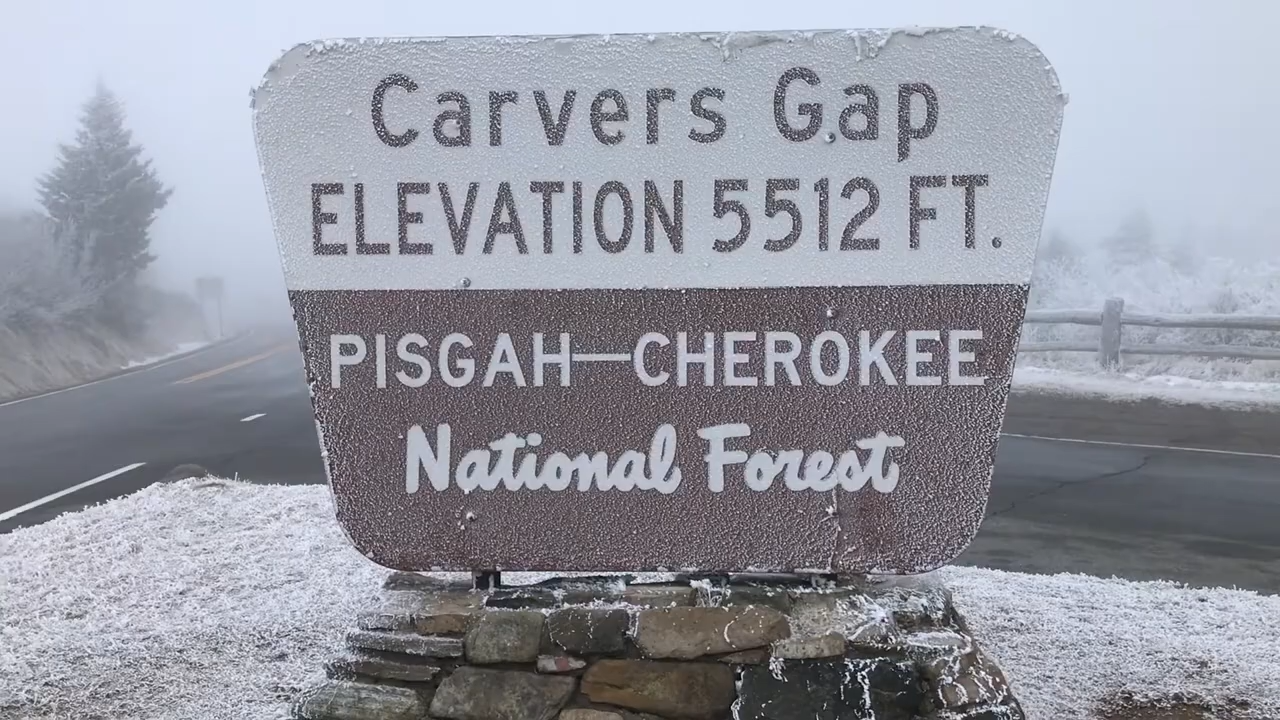 Carvers Gap
ELEVATION 5512 FT.
PISGAH—CHEROKEE
National Forest